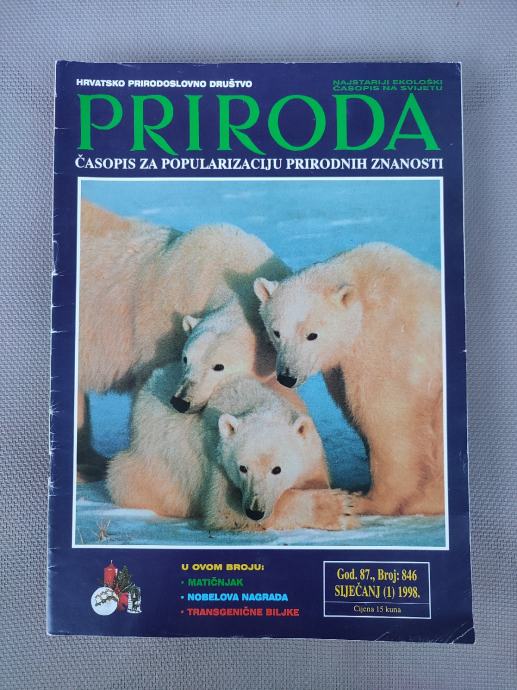 HRVATSKO PRIRODOSLOVNO DRUŠTVO
NAJSTARIJI EKOLOŠKI
ČASOPIS NA SVIJETU
PRIRODA
ČASOPIS ZA POPULARIZACIJU PRIRODNIH ZNANOSTI
U OVOM BROJU:
• MATIČNJAK
• NOBELOVA NAGRADA
• TRANSGENIČNE BILJKE
God. 87., Broj: 846
SIJEČANJ (1) 1998.
Cijena 15 kuna